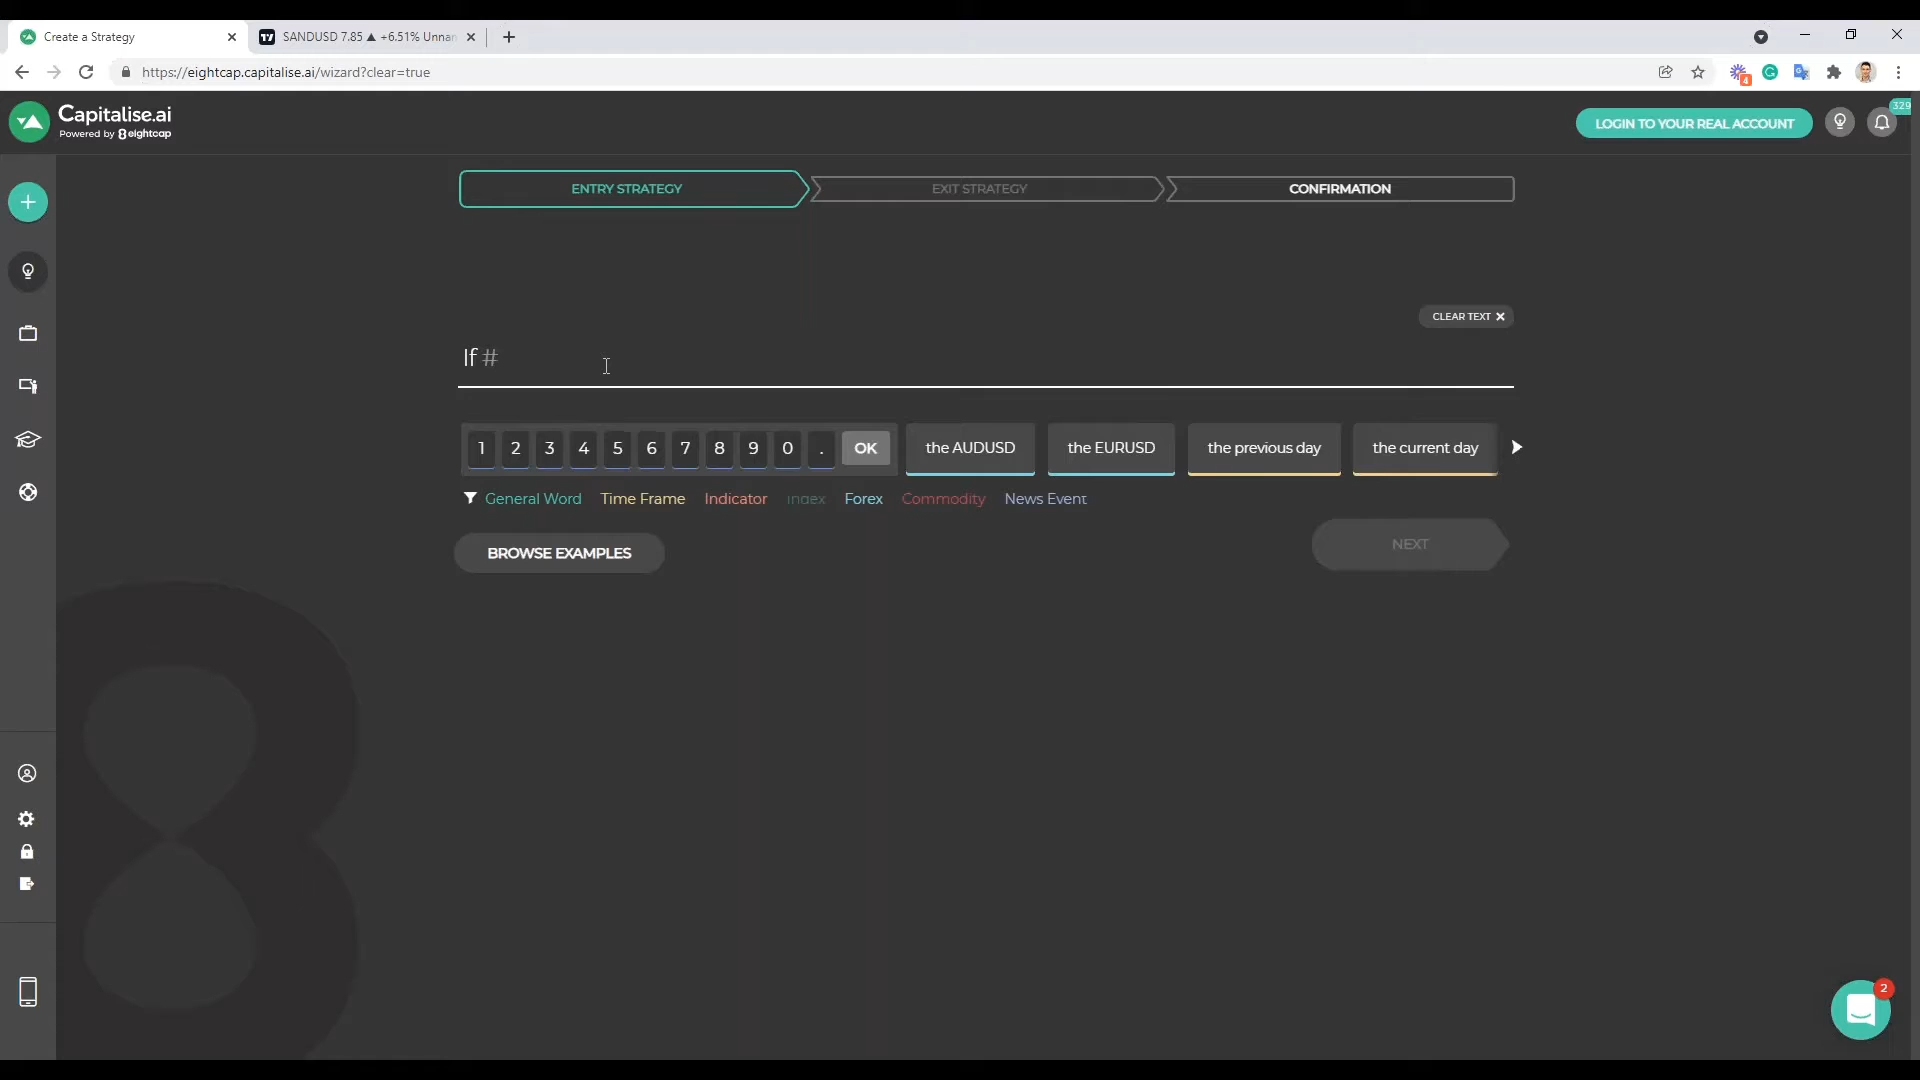 Create a Strategy
SANDUSD 7.85 ▲ +6.51% Unnan
https://eightcap.capitalise.ai/wizard?clear=true
4
Capitalise.ai
Powered by 8 eightcap
LOGIN TO YOUR REAL ACCOUNT
329
ENTRY STRATEGY
EXIT STRATEGY
CONFIRMATION
CLEAR TEXT ×
If #
1 2 3 4 5 6 7 8 9 0 . OK the AUDUSD the EURUSD the previous day the current day
General Word Time Frame Indicator Index Forex Commodity News Event
BROWSE EXAMPLES
NEXT
2